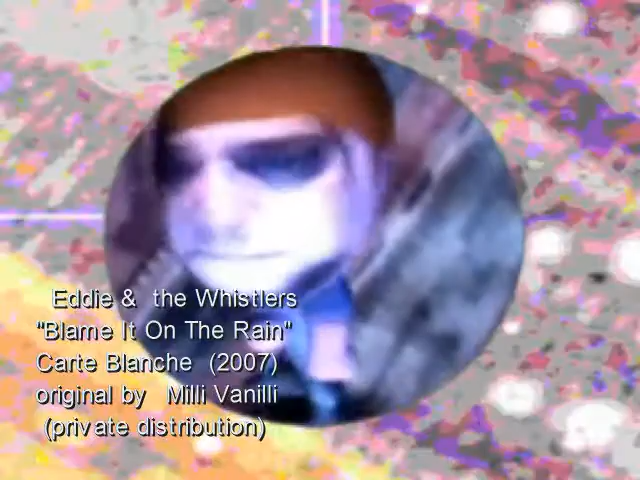 Eddie & the Whistlers
"Blame It On The Rain"
Carte Blanche (2007)
original by Milli Vanilli
(private distribution)